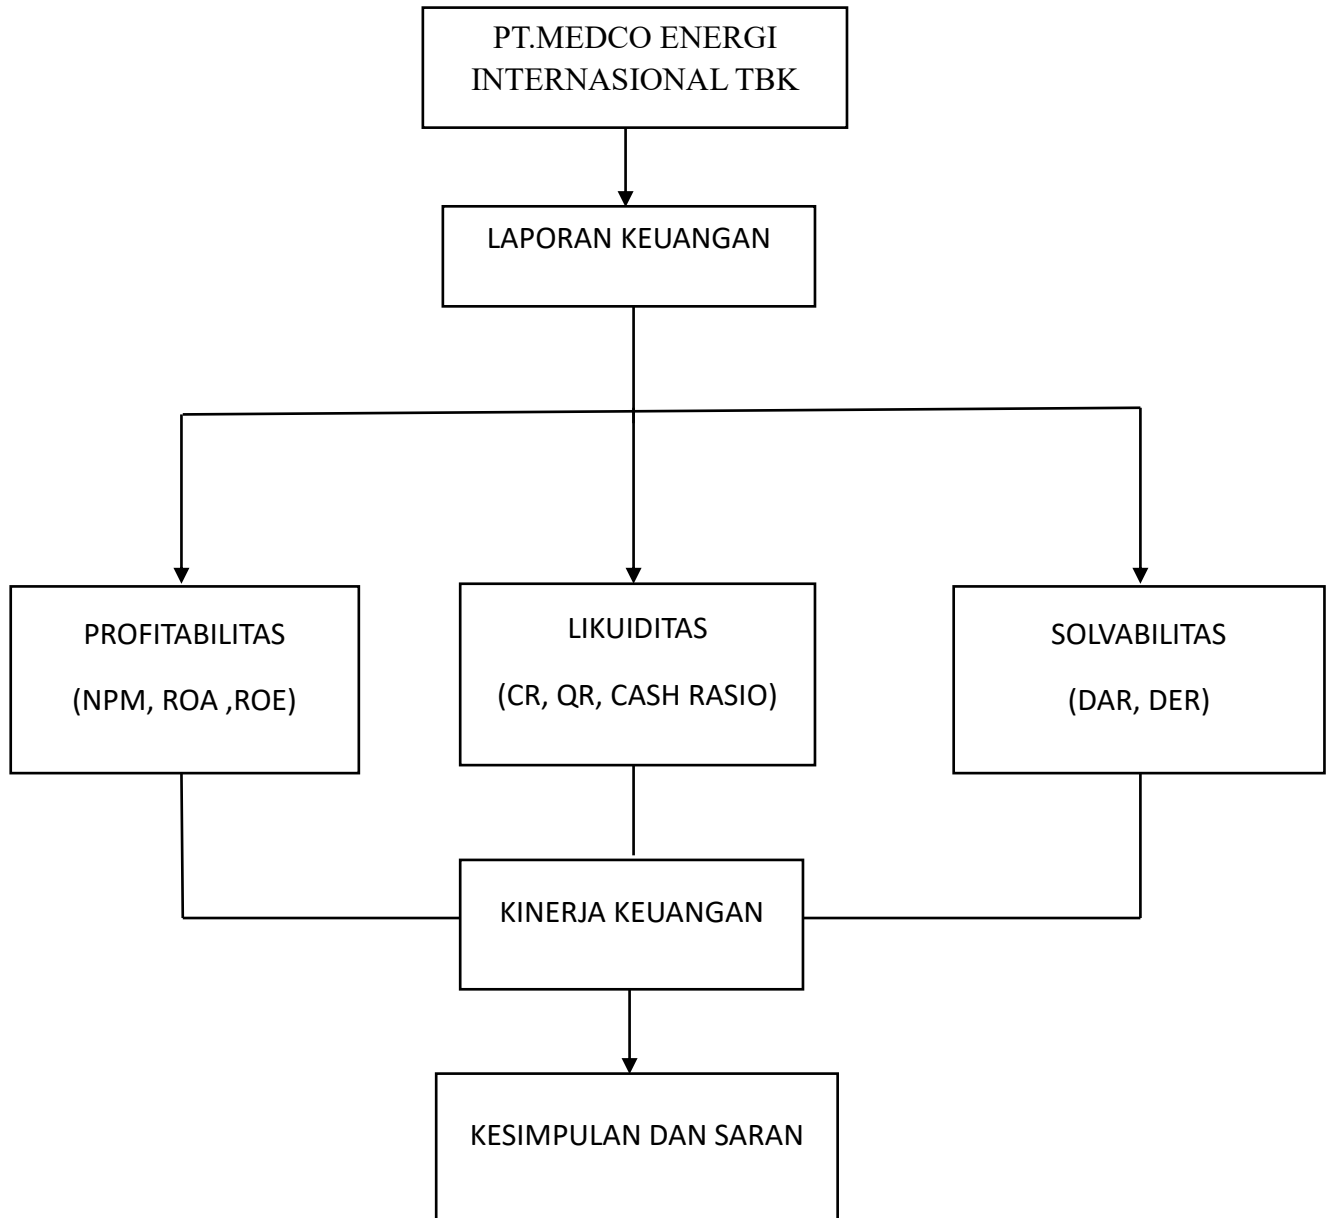 PT.MEDCO ENERGI
INTERNASIONAL TBK
LAPORAN KEUANGAN
PROFITABILITAS
(NPM, ROA ,ROE)
LIKUIDITAS
(CR, QR, CASH RASIO)
SOLVABILITAS
(DAR, DER)
KINERJA KEUANGAN
KESIMPULAN DAN SARAN